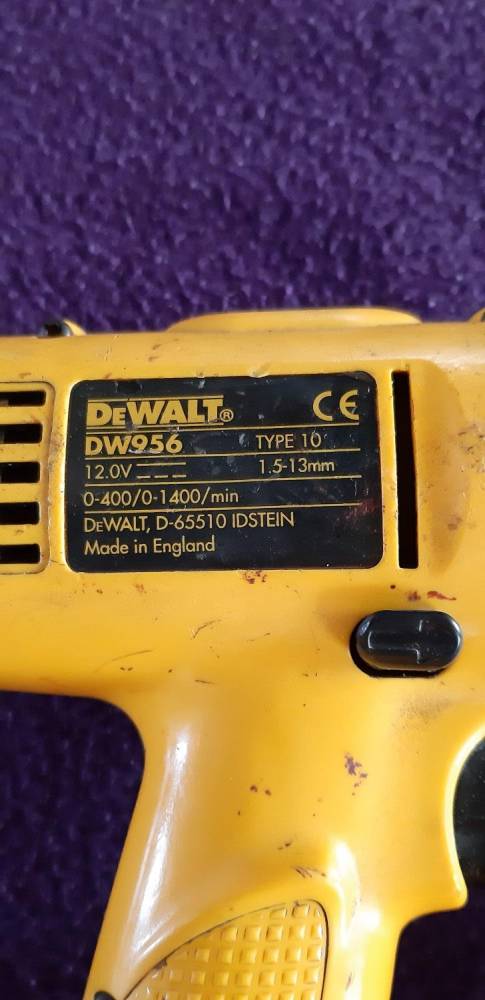 DEWALT® CE
DW956 TYPE 10
12.0V ⎓ 1.5-13mm
0-400/0-1400/min
DEWALT, D-65510 IDSTEIN
Made in England